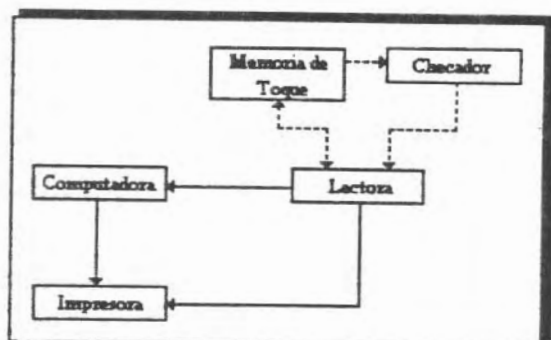 Memoria de
Toque
Checador
Computadora
Lectora
Impresora